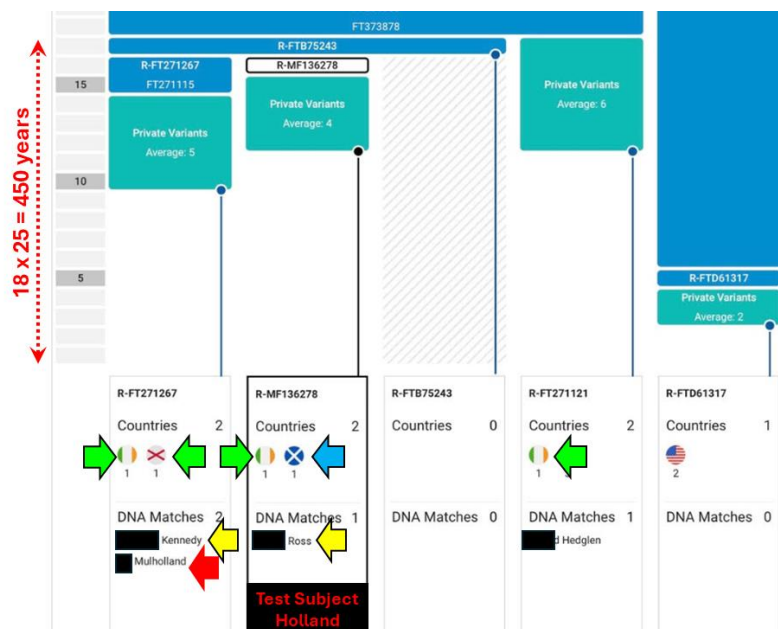 FT373878
R-FTB75243
R-FT271267
R-MF136278
15
FT271115
Private Variants
Average: 6
Private Variants
Average: 4
Private Variants
Average: 5
10
18 x 25 = 450 years
5
R-FTD61317
Private Variants
Average: 2
R-FT271267
R-MF136278
R-FTB75243
R-FT271121
R-FTD61317
Countries 2
Countries 2
Countries 0
Countries 2
Countries 1
1 1
1 1
1
2
DNA Matches 2
DNA Matches 1
DNA Matches 0
DNA Matches 1
DNA Matches 0
Kennedy
Ross
d Hedglen
Mulholland
Test Subject
Holland